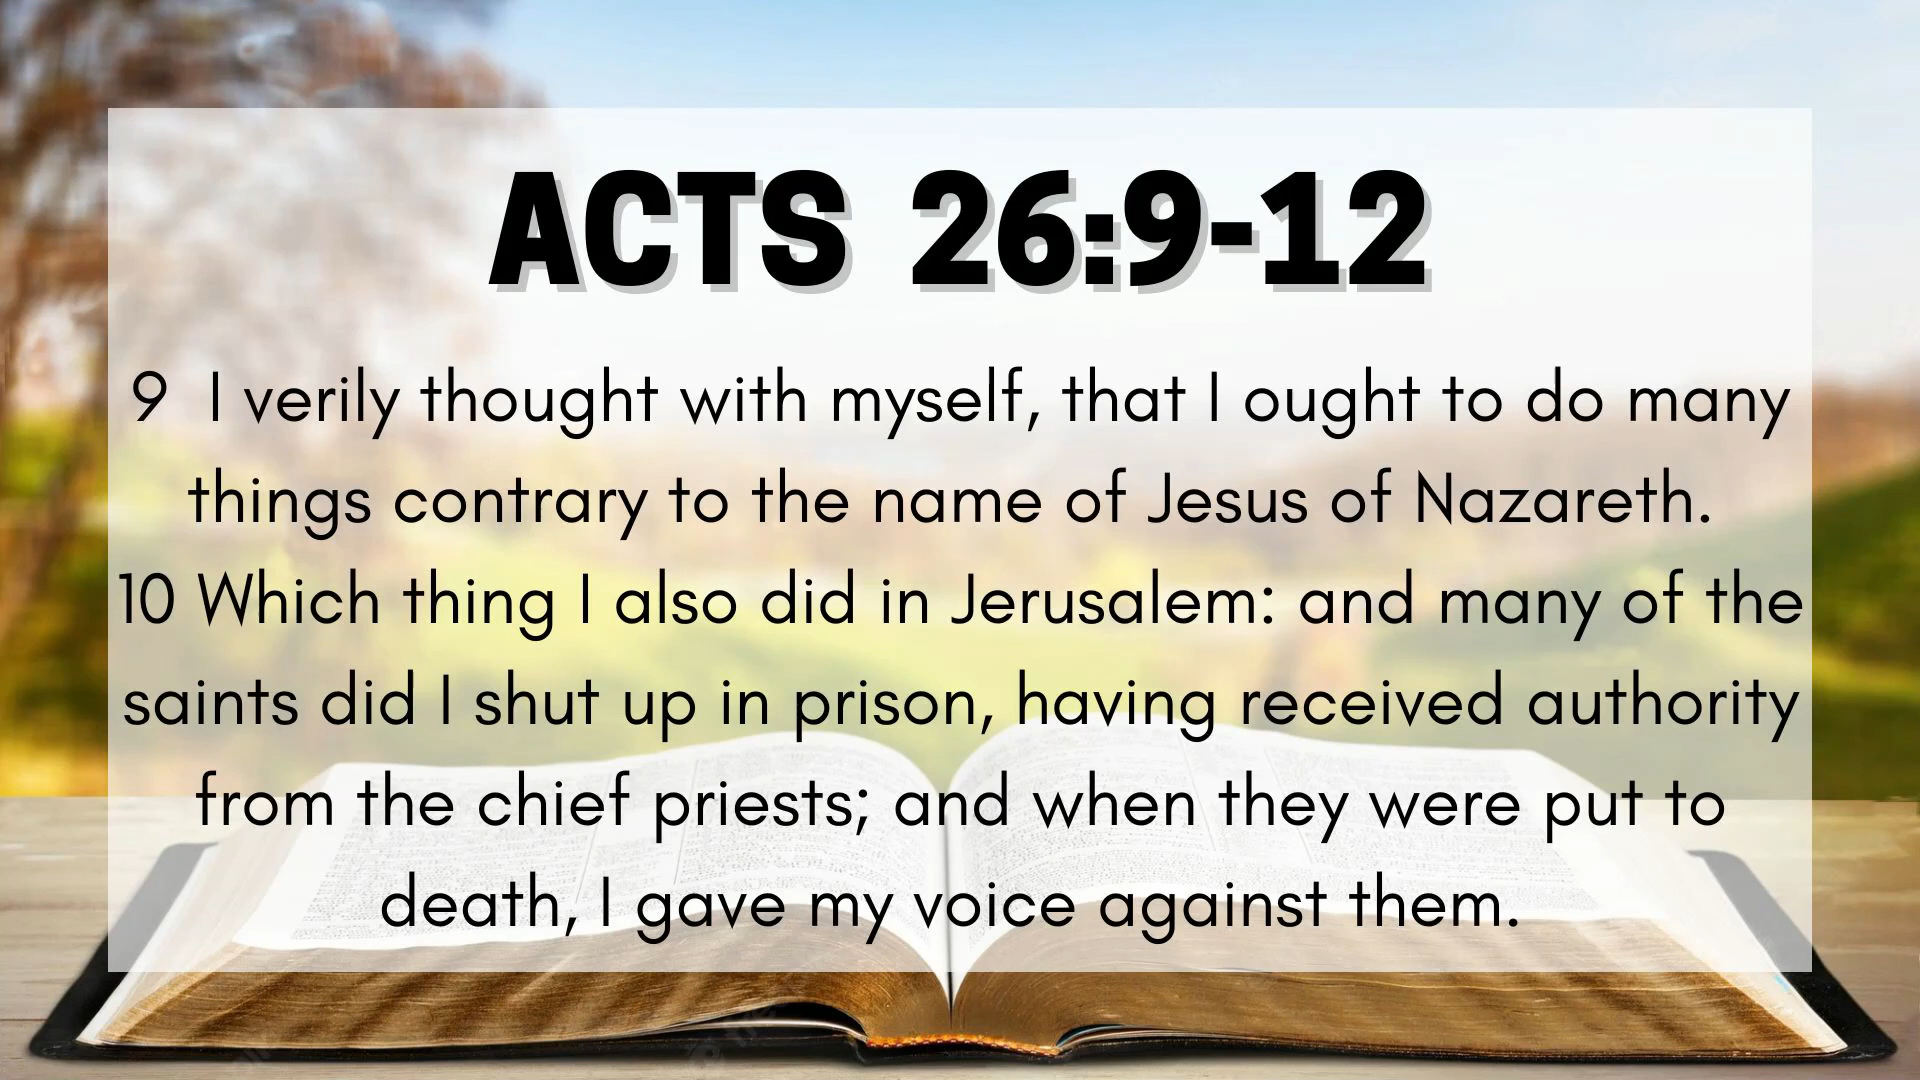 ACTS 26:9-12
9 I verily thought with myself, that I ought to do many
things contrary to the name of Jesus of Nazareth.
10 Which thing I also did in Jerusalem: and many of the
saints did I shut up in prison, having received authority
from the chief priests; and when they were put to
death, I gave my voice against them.